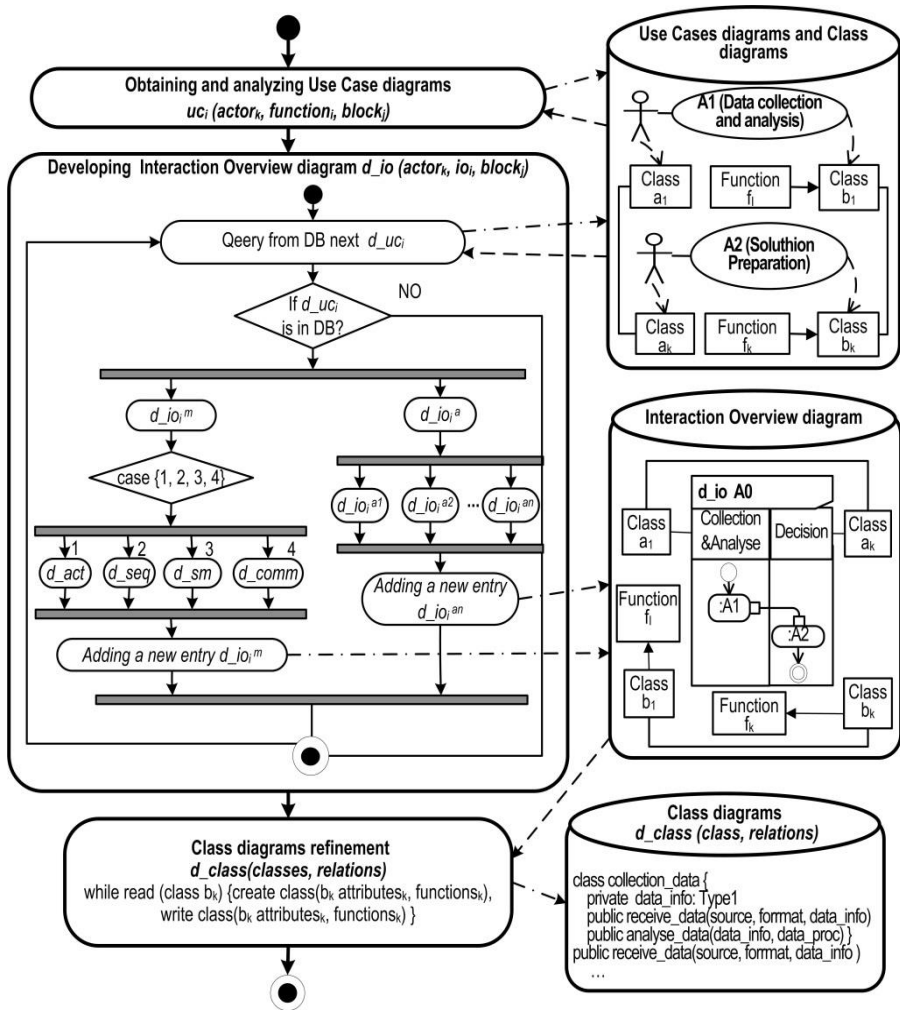 Obtaining and analyzing Use Case diagrams
ucᵢ (actorₖ, functionᵢ, blockⱼ)
Developing Interaction Overview diagram d_io (actorₖ, ioᵢ, blockⱼ)
Qeery from DB next d_ucᵢ
If d_ucᵢ
is in DB?
NO
d_ioᵢᵐ
d_ioᵢᵃ
case {1, 2, 3, 4}
d_ioᵢᵃ¹
d_ioᵢᵃ²
...
d_ioᵢᵃⁿ
1
2
3
4
d_act
d_seq
d_sm
d_comm
Adding a new entry
d_ioᵢᵃⁿ
Adding a new entry d_ioᵢᵐ
Class diagrams refinement
d_class(classes, relations)
while read (class bₖ) {create class(bₖ attributesₖ, functionsₖ),
write class(bₖ attributesₖ, functionsₖ) }
Use Cases diagrams and Class
diagrams
A1 (Data collection
and analysis)
Class
a₁
Function
fₗ
Class
b₁
A2 (Soluthion
Preparation)
Class
aₖ
Function
fₖ
Class
bₖ
Interaction Overview diagram
d_io A0
Collection
&Analyse
Decision
Class
a₁
Class
aₖ
Function
fₗ
:A1
:A2
Class
b₁
Function
fₖ
Class
bₖ
Class diagrams
d_class (class, relations)
class collection_data {
private data_info: Type1
public receive_data(source, format, data_info)
public analyse_data(data_info, data_proc) }
public receive_data(source, format, data_info )
...